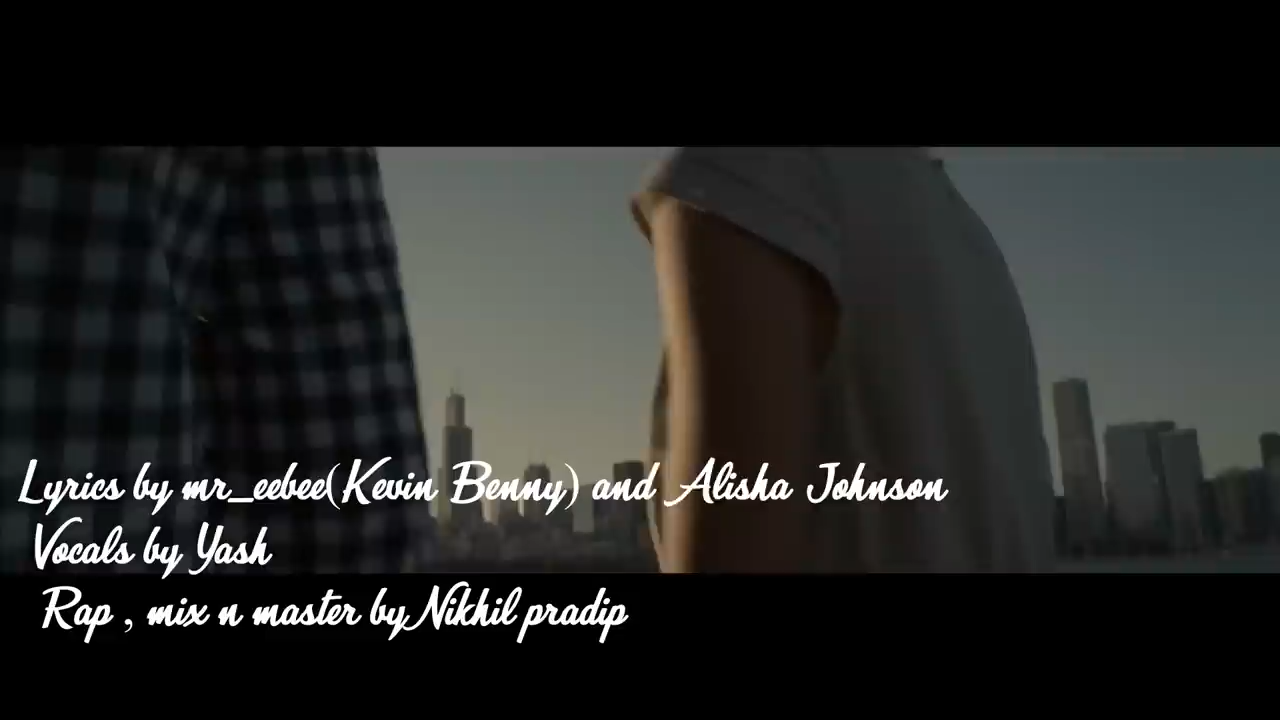 Lyrics by mr_eebee(Kevin Benny) and Alisha Johnson
Vocals by Yash
Rap , mix n master by Nikhil pradip